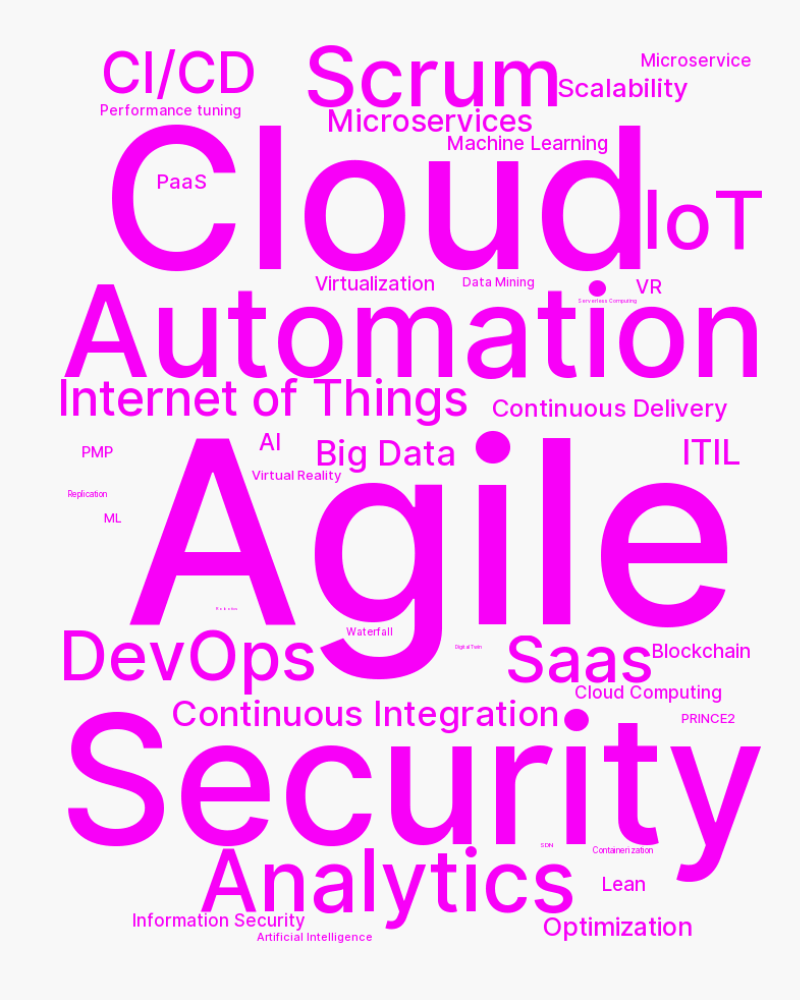 CI/CD
Scrum
Microservice
Scalability
Performance tuning
Microservices
Machine Learning
Cloud
PaaS
IoT
Virtualization
Data Mining
VR
Serverless Computing
Automation
Internet of Things
Continuous Delivery
AI
Big Data
ITIL
PMP
Virtual Reality
Replication
ML
Agile
Robotics
Waterfall
DevOps
Digital Twin
Saas
Blockchain
Cloud Computing
Continuous Integration
PRINCE2
Security
SDN
Containerization
Analytics
Lean
Information Security
Optimization
Artificial Intelligence